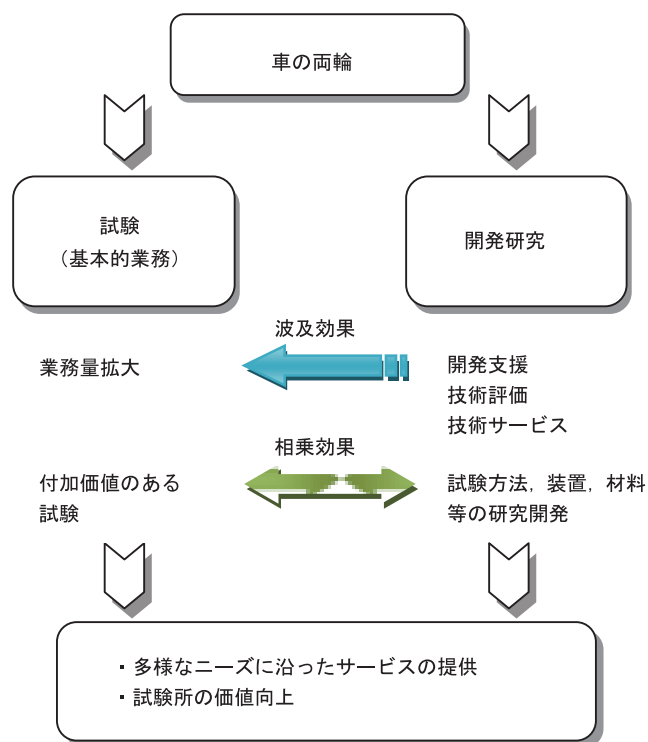 車の両輪
試験
（基本的業務）
開発研究
波及効果
業務量拡大
開発支援
技術評価
技術サービス
相乗効果
付加価値のある
試験
試験方法，装置，材料
等の研究開発
・多様なニーズに沿ったサービスの提供
・試験所の価値向上